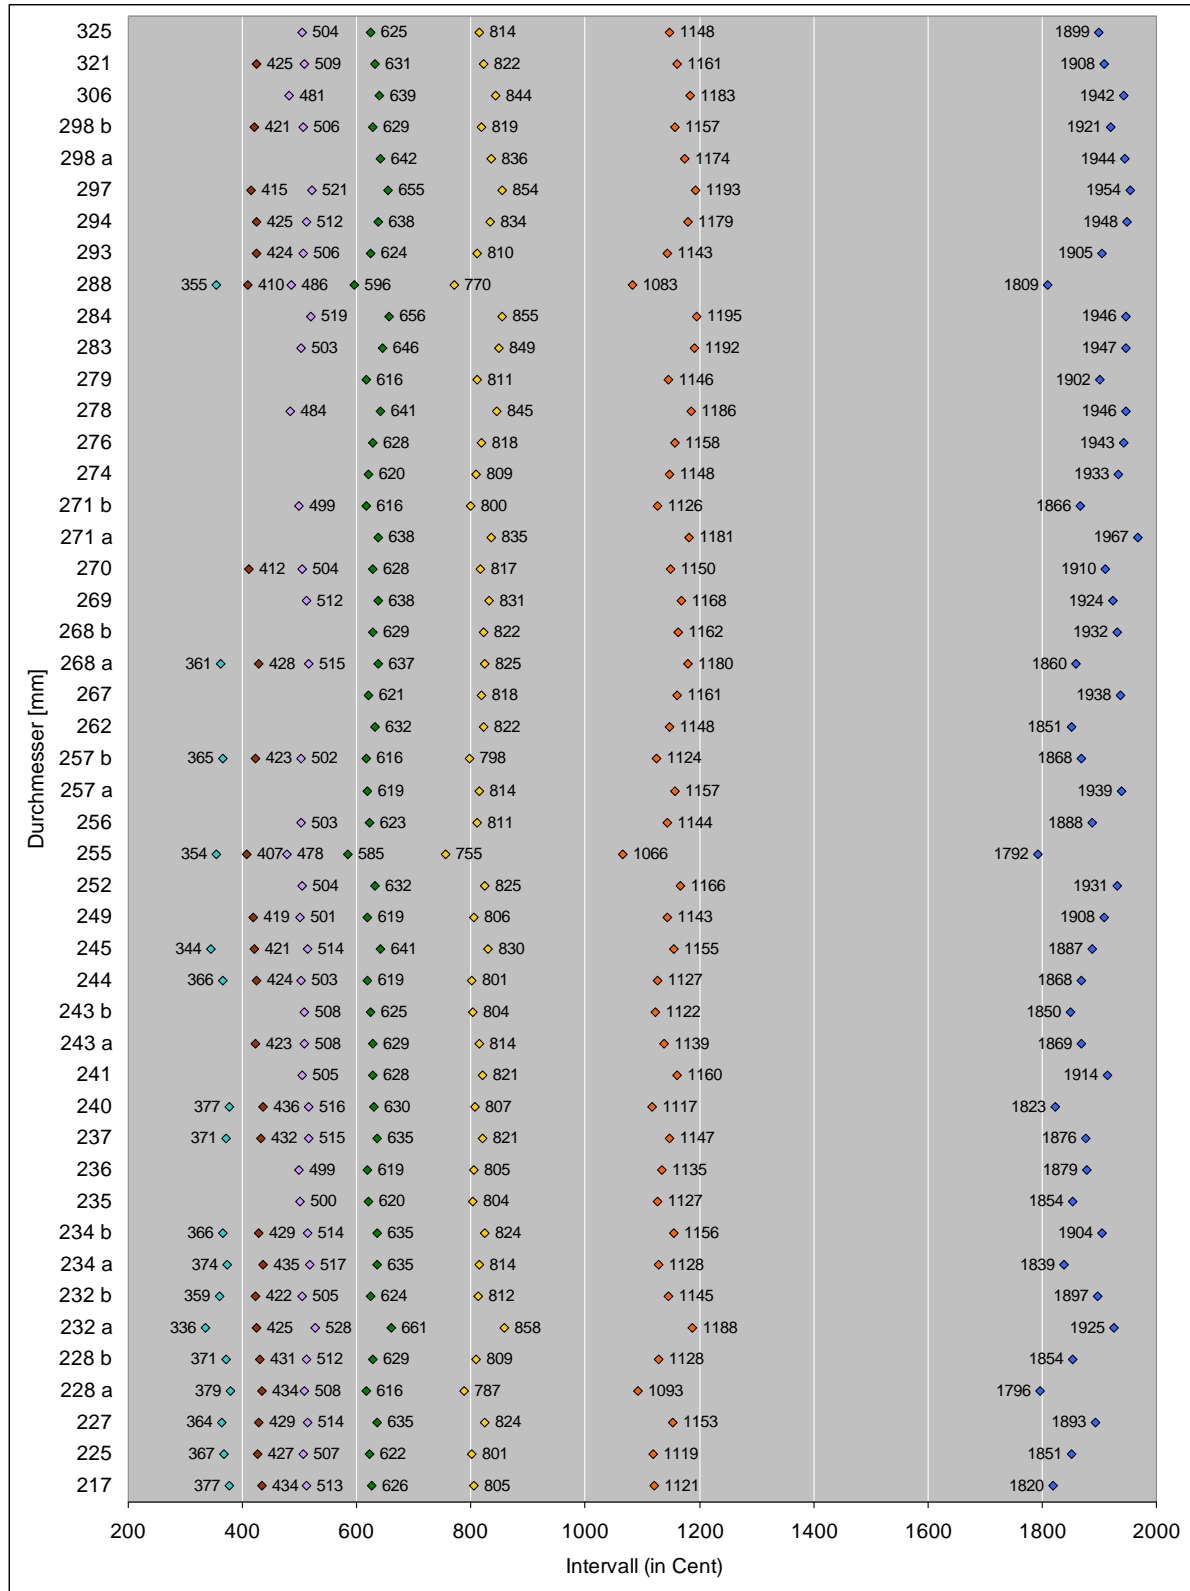 325 504 625 814 1148 1899
321 425 509 631 822 1161 1908
306 481 639 844 1183 1942
298 b 421 506 629 819 1157 1921
298 a 642 836 1174 1944
297 415 521 655 854 1193 1954
294 425 512 638 834 1179 1948
293 424 506 624 810 1143 1905
288 355 410 486 596 770 1083 1809
284 519 656 855 1195 1946
283 503 646 849 1192 1947
279 616 811 1146 1902
278 484 641 845 1186 1946
276 628 818 1158 1943
274 620 809 1148 1933
271 b 499 616 800 1126 1866
271 a 638 835 1181 1967
270 412 504 628 817 1150 1910
269 512 638 831 1168 1924
268 b 629 822 1162 1932
268 a 361 428 515 637 825 1180 1860
267 621 818 1161 1938
262 632 822 1148 1851
257 b 365 423 502 616 798 1124 1868
257 a 619 814 1157 1939
256 503 623 811 1144 1888
255 354 407 478 585 755 1066 1792
252 504 632 825 1166 1931
249 419 501 619 806 1143 1908
245 344 421 514 641 830 1155 1887
244 366 424 503 619 801 1127 1868
243 b 508 625 804 1122 1850
243 a 423 508 629 814 1139 1869
241 505 628 821 1160 1914
240 377 436 516 630 807 1117 1823
237 371 432 515 635 821 1147 1876
236 499 619 805 1135 1879
235 500 620 804 1127 1854
234 b 366 429 514 635 824 1156 1904
234 a 374 435 517 635 814 1128 1839
232 b 359 422 505 624 812 1145 1897
232 a 336 425 528 661 858 1188 1925
228 b 371 431 512 629 809 1128 1854
228 a 379 434 508 616 787 1093 1796
227 364 429 514 635 824 1153 1893
225 367 427 507 622 801 1119 1851
217 377 434 513 626 805 1121 1820
Durchmesser [mm]
200 400 600 800 1000 1200 1400 1600 1800 2000
Intervall (in Cent)